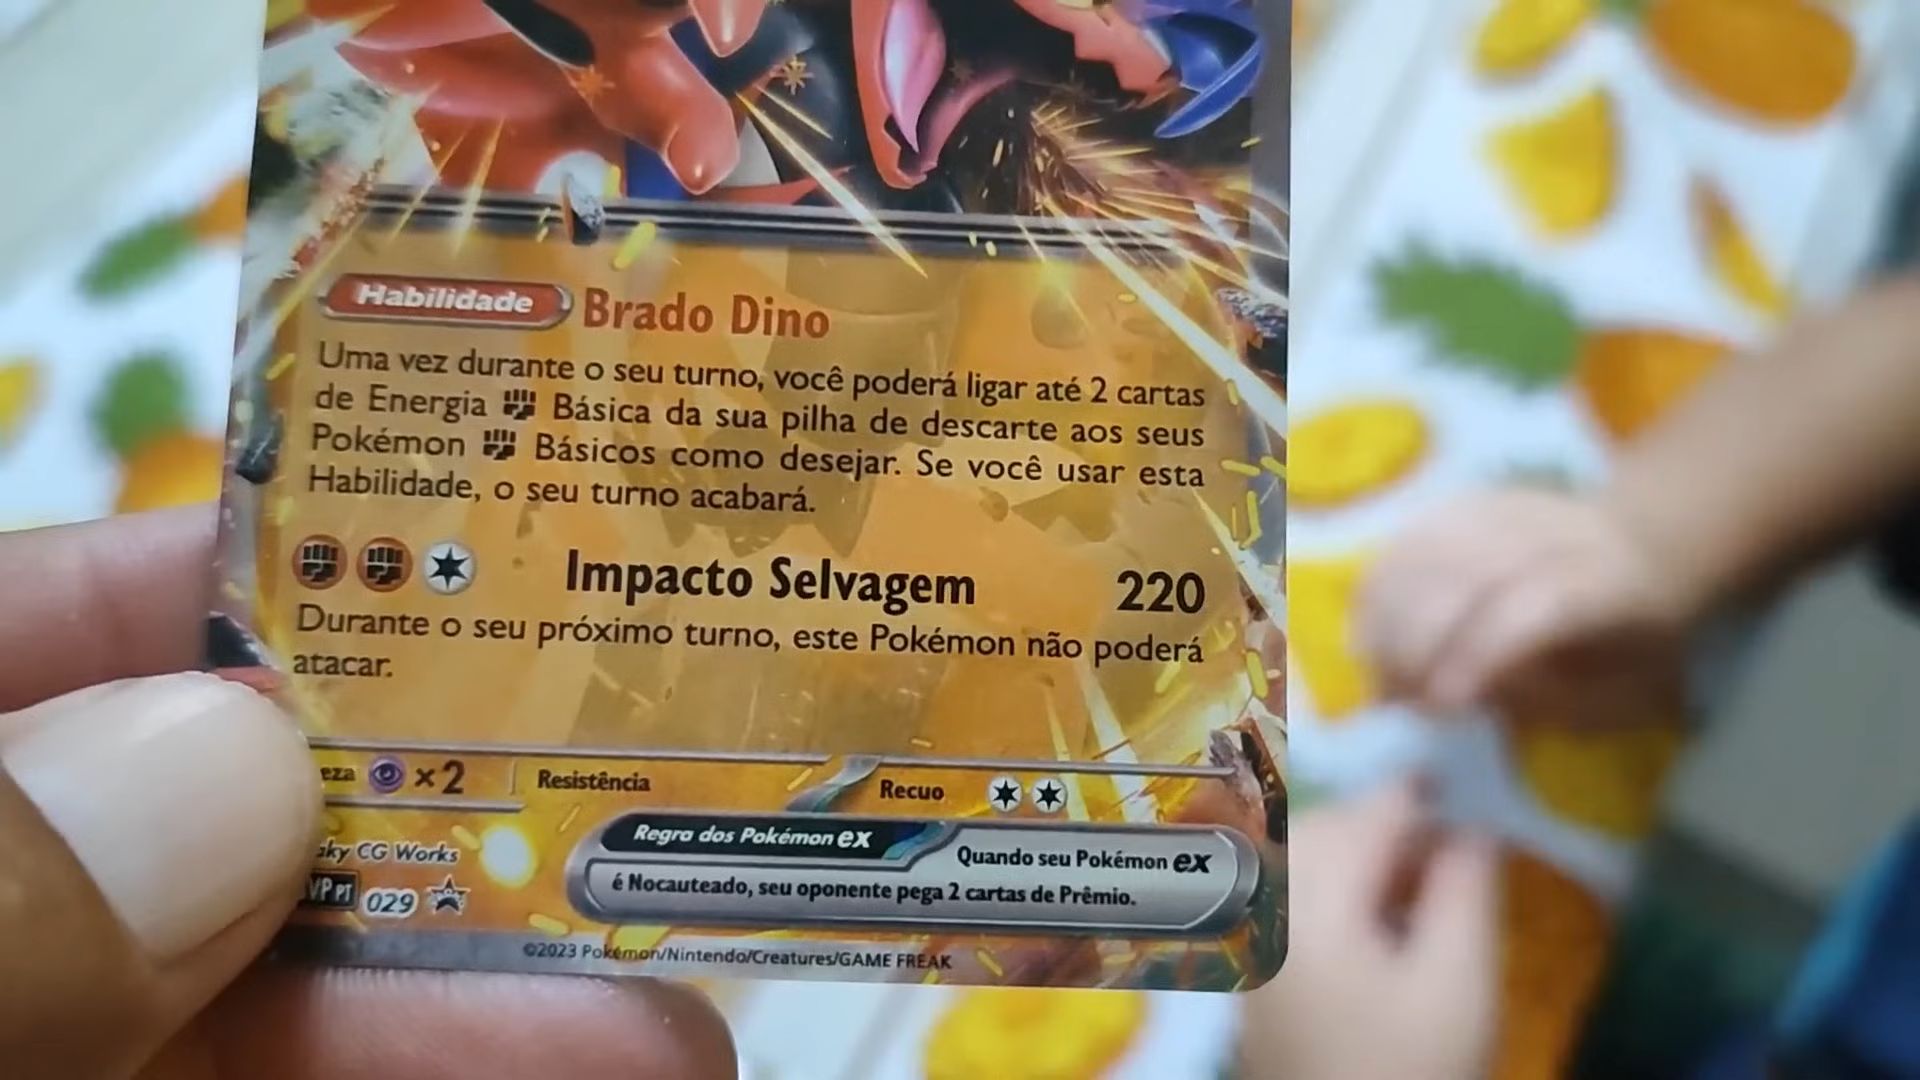 Habilidade Brado Dino
Uma vez durante o seu turno, você poderá ligar até 2 cartas
de Energia Básica da sua pilha de descarte aos seus
Pokémon Básicos como desejar. Se você usar esta
Habilidade, o seu turno acabará.
Impacto Selvagem 220
Durante o seu próximo turno, este Pokémon não poderá
atacar.
eza ×2 Resistência Recuo
Regra dos Pokémon ex Quando seu Pokémon ex
é Nocauteado, seu oponente pega 2 cartas de Prêmio.
aky CG Works
VP PT 029
©2023 Pokémon/Nintendo/Creatures/GAME FREAK